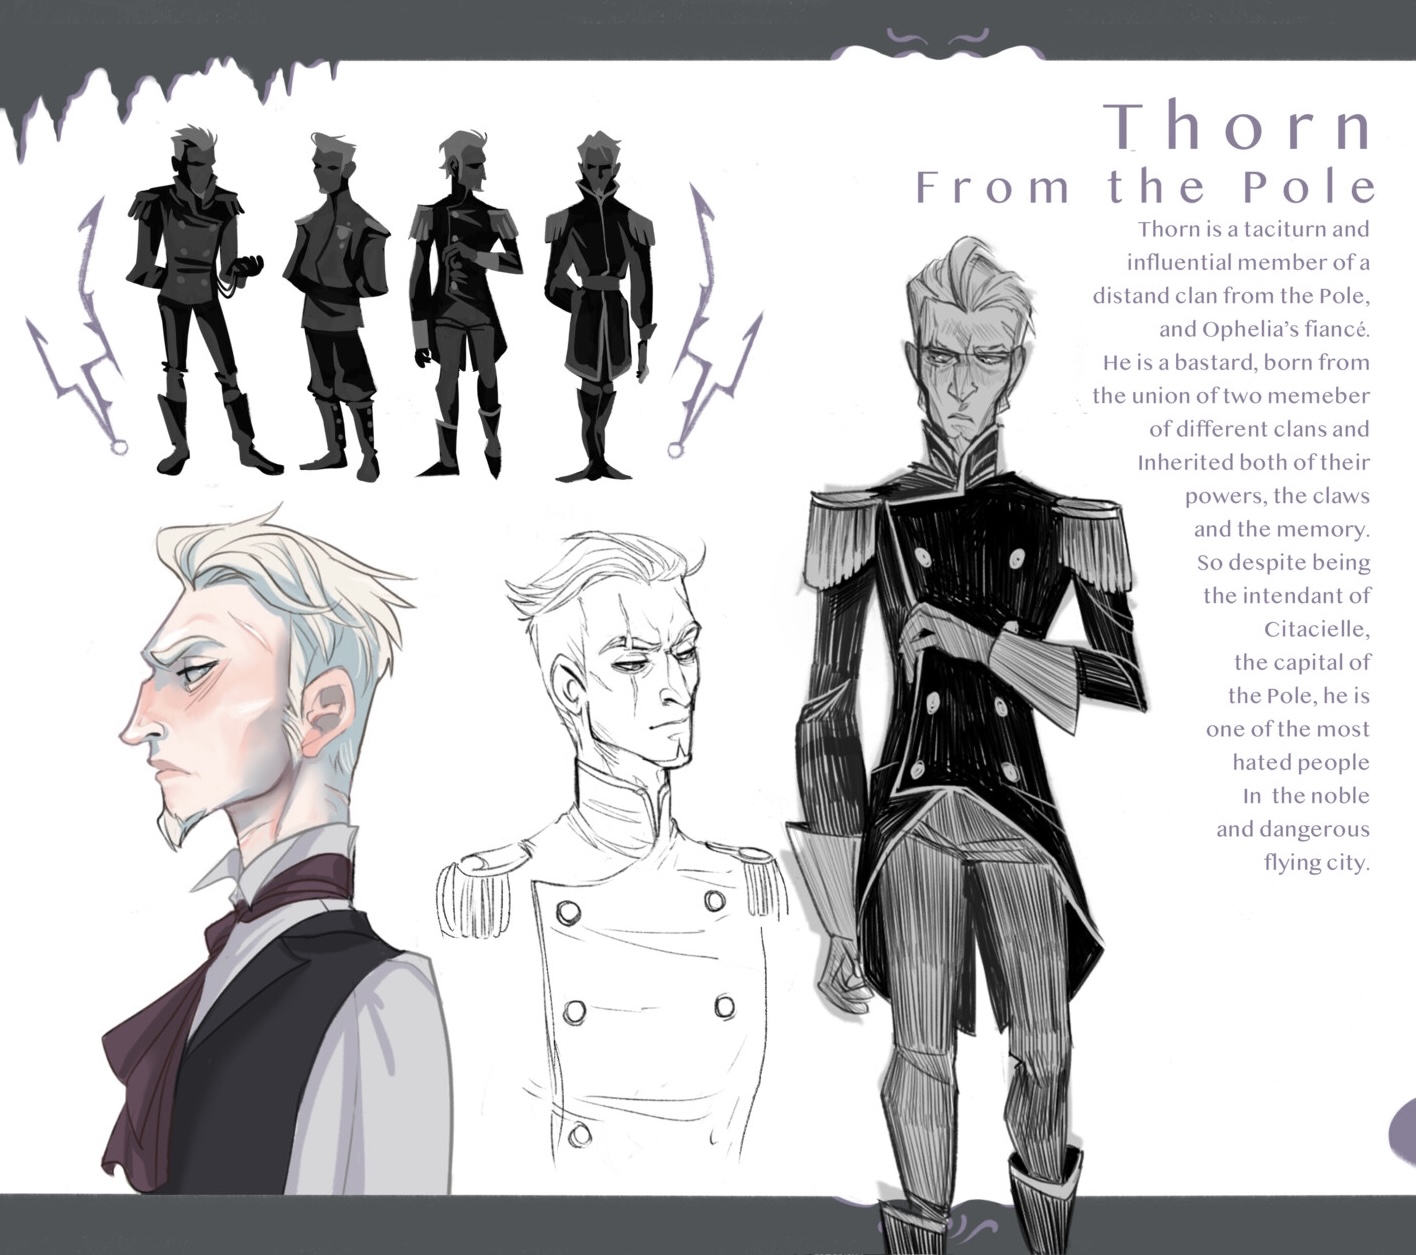 Thorn
From the Pole
Thorn is a taciturn and
influential member of a
distand clan from the Pole,
and Ophelia's fiancé.
He is a bastard, born from
the union of two memeber
of different clans and
Inherited both of their
powers, the claws
and the memory.
So despite being
the intendant of
Citacielle,
the capital of
the Pole, he is
one of the most
hated people
In  the noble
and dangerous
flying city.